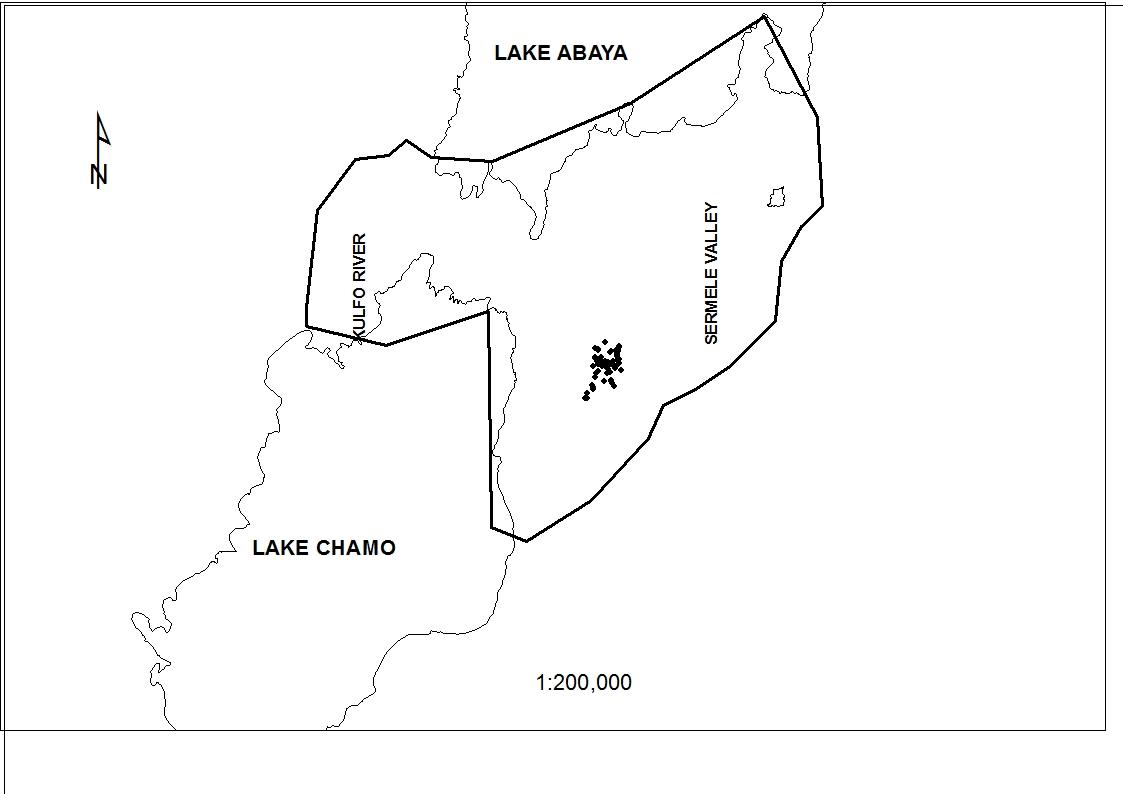 LAKE ABAYA
N
KULFO RIVER
SERMELE VALLEY
LAKE CHAMO
1:200,000